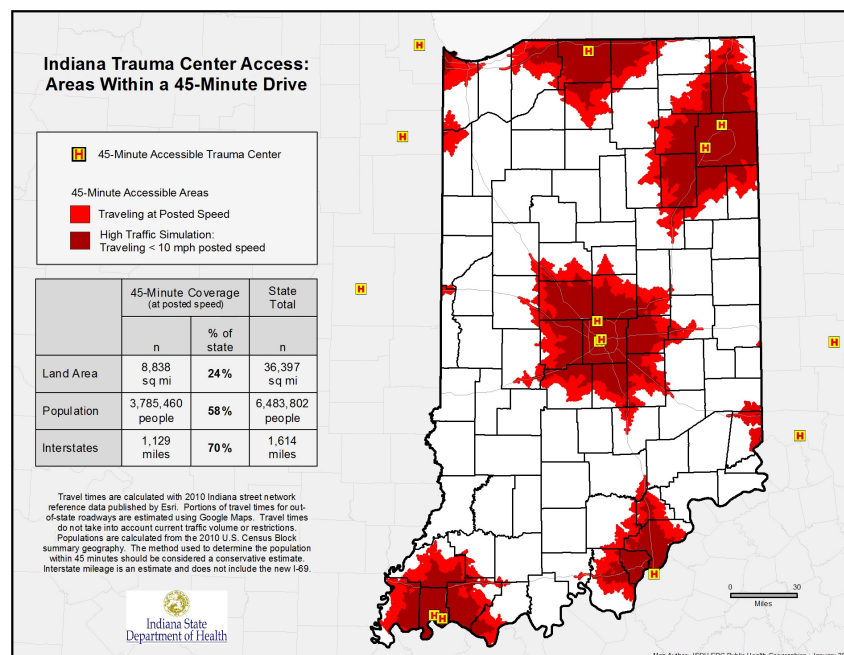 Indiana Trauma Center Access:
Areas Within a 45-Minute Drive
H 45-Minute Accessible Trauma Center
45-Minute Accessible Areas
Traveling at Posted Speed
High Traffic Simulation:
Traveling < 10 mph posted speed
45-Minute Coverage
(at posted speed)
State
Total
n
% of
state
n
Land Area
8,838
sq mi
24%
36,397
sq mi
Population
3,785,460
people
58%
6,483,802
people
Interstates
1,129
miles
70%
1,614
miles
Travel times are calculated with 2010 Indiana street network
reference data published by Esri. Portions of travel times for out-
of-state roadways are estimated using Google Maps. Travel times
do not take into account current traffic volume or restrictions.
Populations are calculated from the 2010 U.S. Census Block
summary geography. The method used to determine the population
within 45 minutes should be considered a conservative estimate.
Interstate mileage is an estimate and does not include the new I-69.
Indiana State
Department of Health
H
H
H
H
H
H
H
H
H
H
H
H
H
0 30
Miles